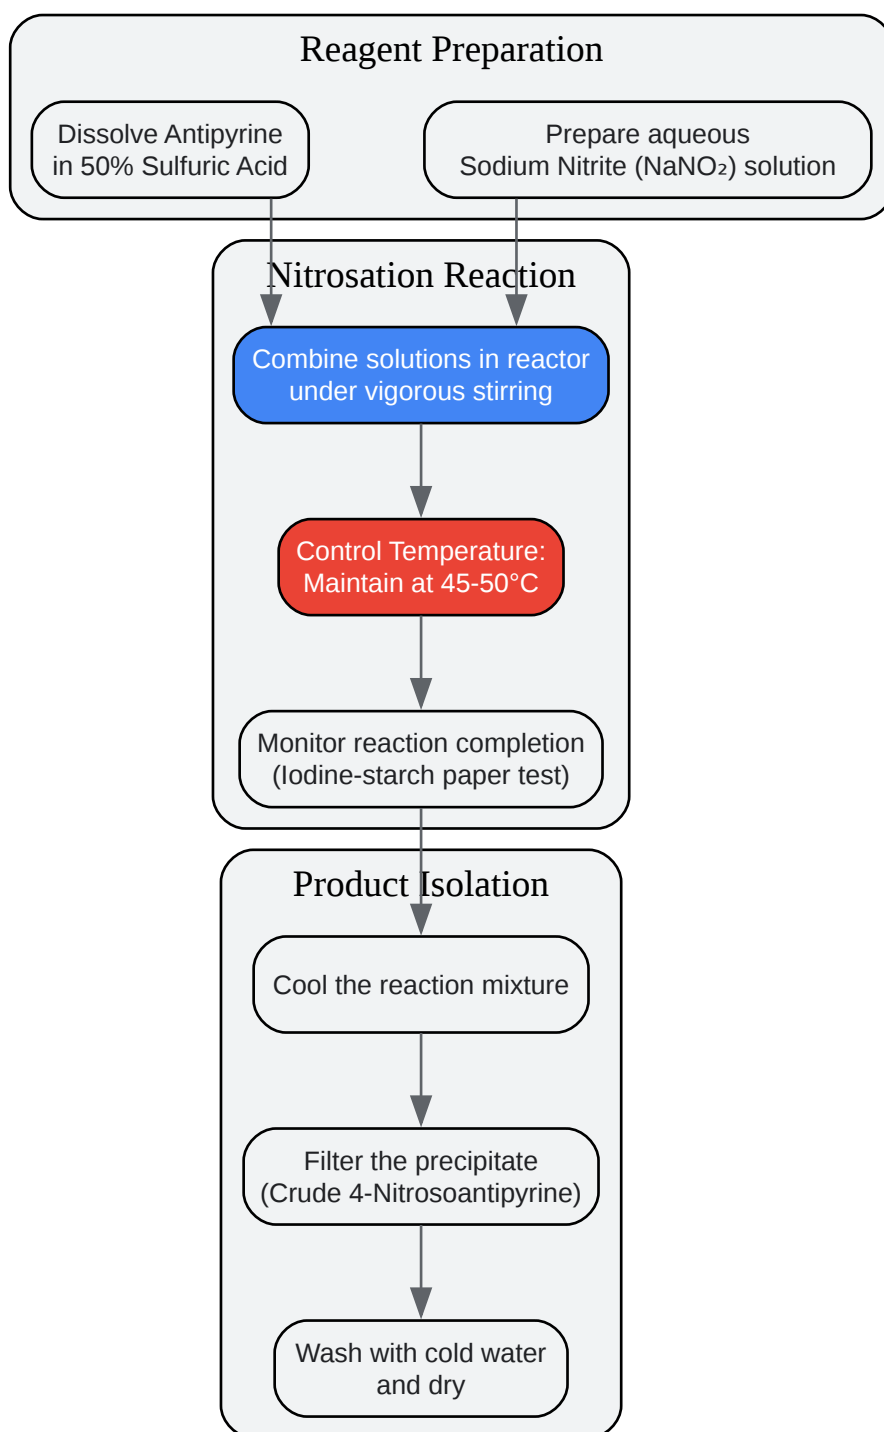 Reagent Preparation
Dissolve Antipyrine
in 50% Sulfuric Acid
Prepare aqueous
Sodium Nitrite (NaNO₂) solution
Nitrosation Reaction
Combine solutions in reactor
under vigorous stirring
Control Temperature:
Maintain at 45-50°C
Monitor reaction completion
(Iodine-starch paper test)
Product Isolation
Cool the reaction mixture
Filter the precipitate
(Crude 4-Nitrosoantipyrine)
Wash with cold water
and dry